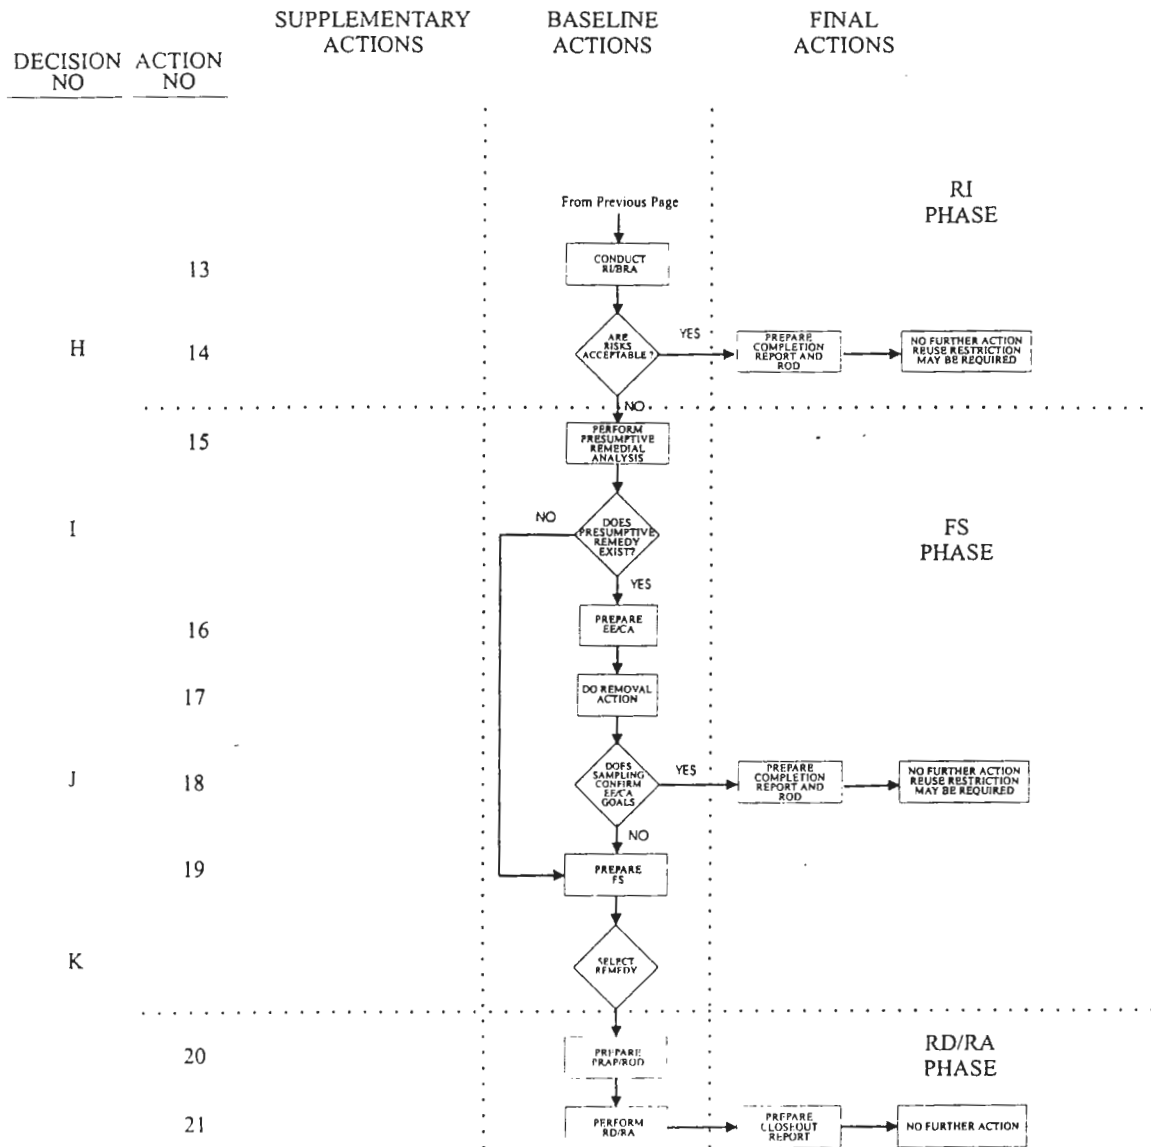 SUPPLEMENTARY
ACTIONS
BASELINE
ACTIONS
FINAL
ACTIONS
DECISION
NO
ACTION
NO
RI
PHASE
From Previous Page
13
CONDUCT
RI/BRA
H
14
ARE
RISKS
ACCEPTABLE?
YES
PREPARE
COMPLETION
REPORT AND
ROD
NO FURTHER ACTION
REUSE RESTRICTION
MAY BE REQUIRED
NO
15
PERFORM
PRESUMPTIVE
REMEDIAL
ANALYSIS
I
NO
DOES
PRESUMPTIVE
REMEDY
EXIST?
FS
PHASE
YES
16
PREPARE
EE/CA
17
DO REMOVAL
ACTION
J
18
DOES
SAMPLING
CONFIRM
EE/CA
GOALS
YES
PREPARE
COMPLETION
REPORT AND
ROD
NO FURTHER ACTION
REUSE RESTRICTION
MAY BE REQUIRED
NO
19
PREPARE
FS
K
SELECT
REMEDY
20
PREPARE
PRAP/ROD
RD/RA
PHASE
21
PERFORM
RD/RA
PREPARE
CLOSEOUT
REPORT
NO FURTHER ACTION